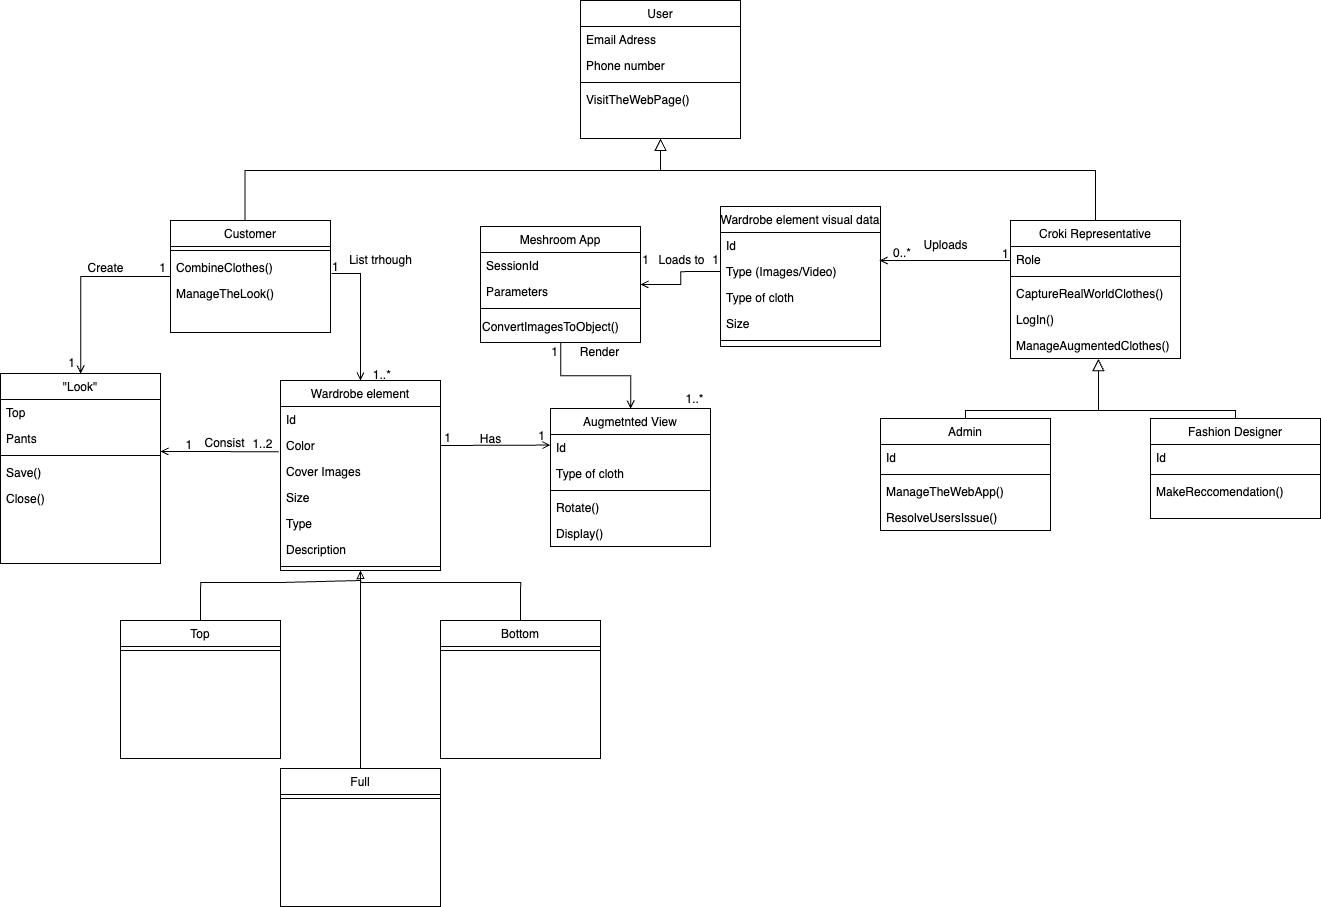 User
Email Adress
Phone number
VisitTheWebPage()
Customer
CombineClothes()
ManageTheLook()
Create
1
1
1
List trhough
1..*
Meshroom App
SessionId
Parameters
ConvertImagesToObject()
1
Loads to
1
Wardrobe element visual data
Id
Type (Images/Video)
Type of cloth
Size
0..*
Uploads
1
Croki Representative
Role
CaptureRealWorldClothes()
LogIn()
ManageAugmentedClothes()
1
Render
1..*
"Look"
Top
Pants
Save()
Close()
1
Consist
1..2
Wardrobe element
Id
Color
Cover Images
Size
Type
Description
1
Has
1
Augmetnted View
Id
Type of cloth
Rotate()
Display()
Admin
Id
ManageTheWebApp()
ResolveUsersIssue()
Fashion Designer
Id
MakeReccomendation()
Top
Bottom
Full